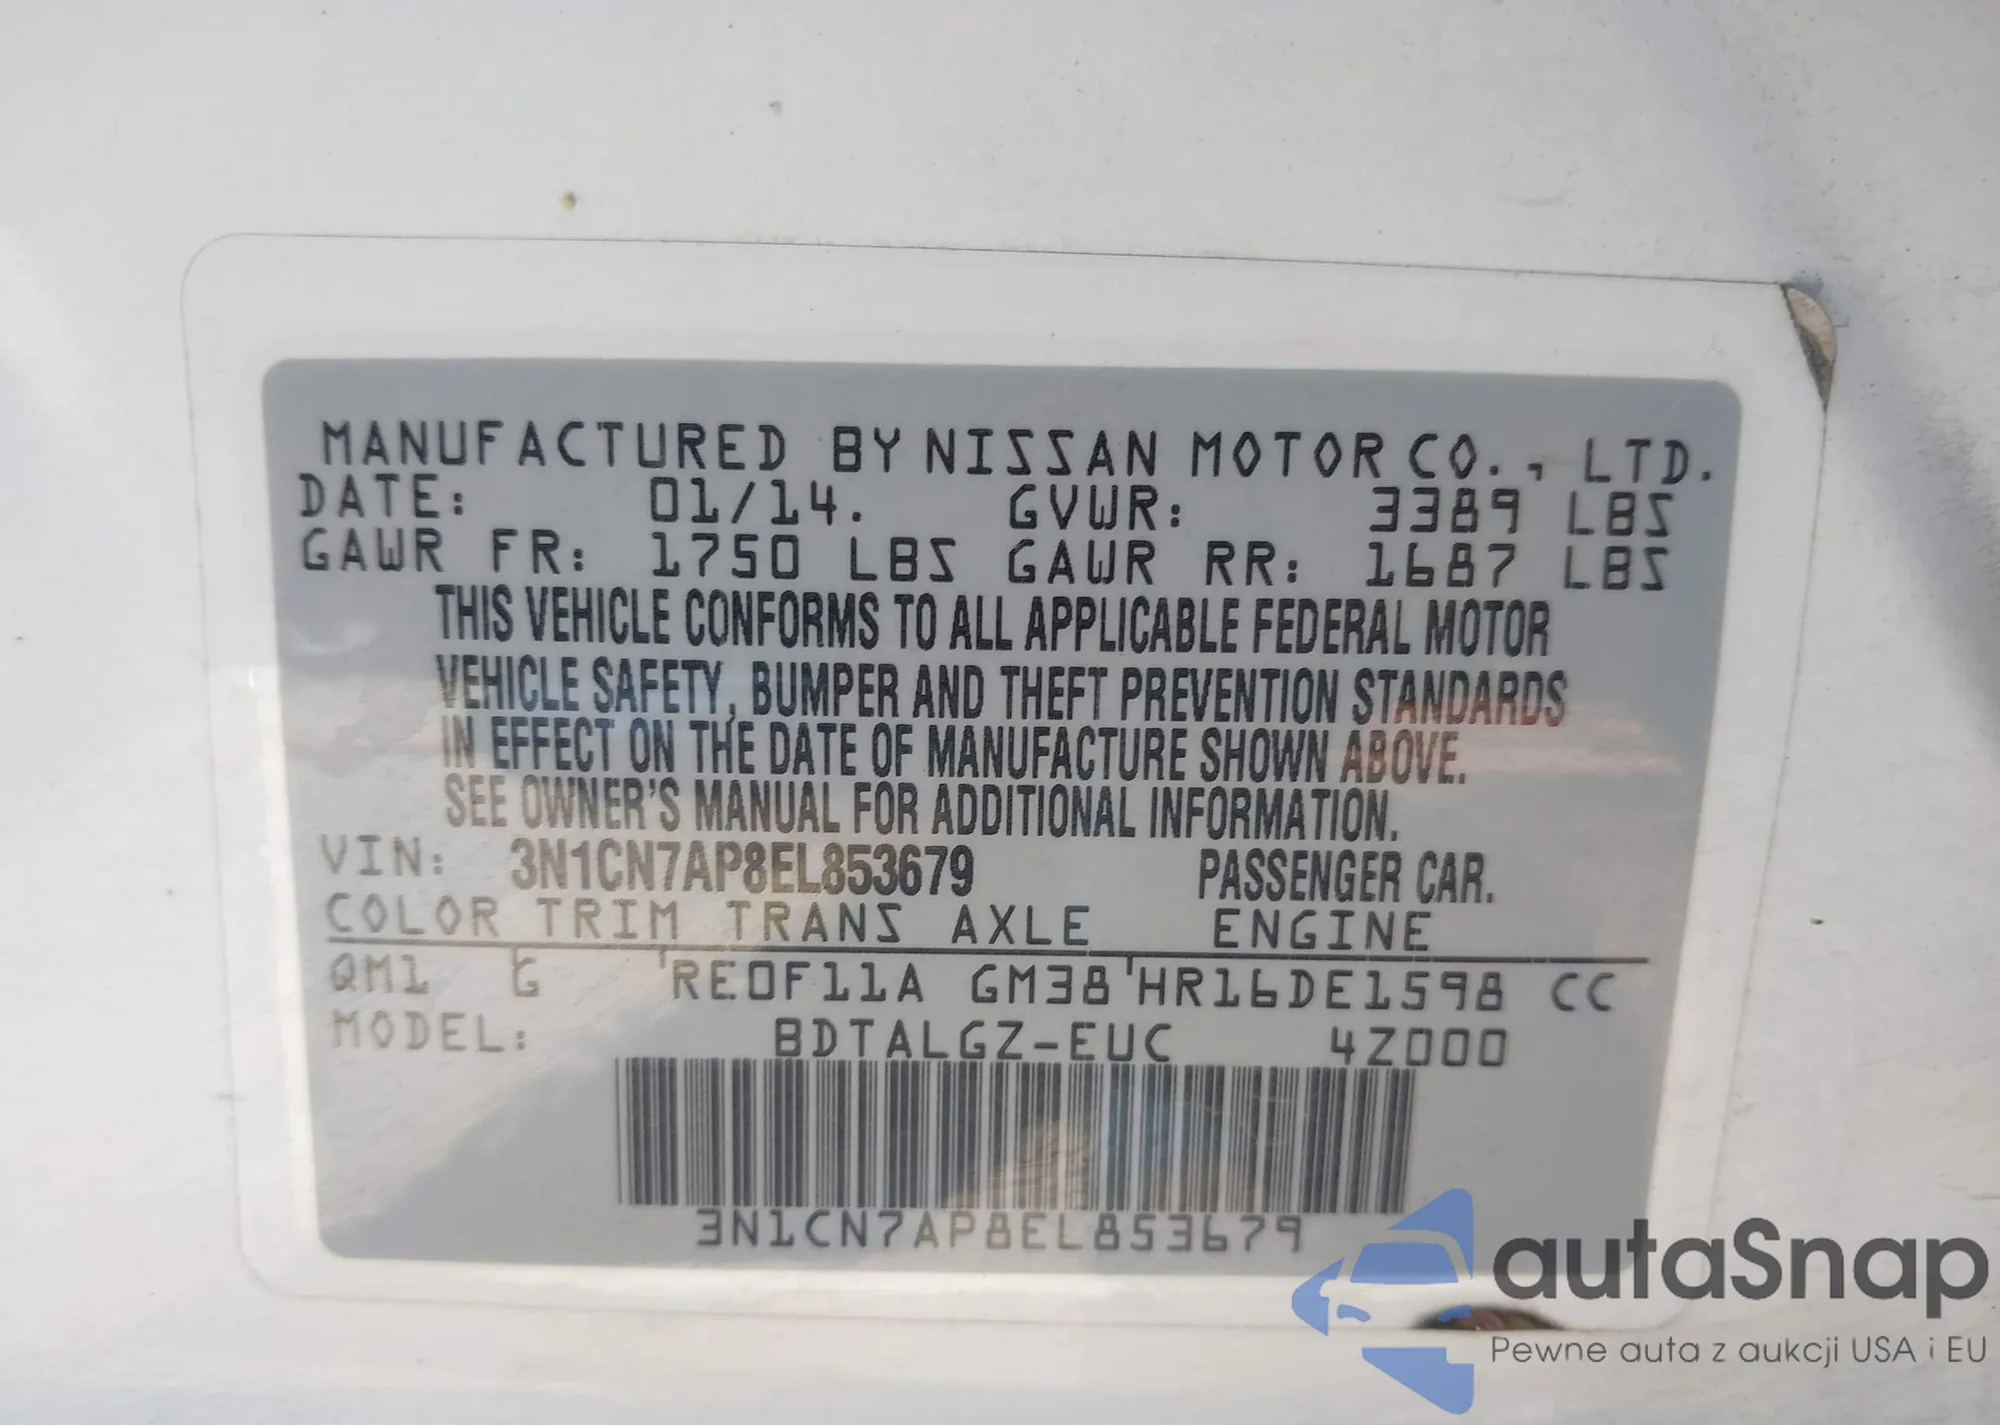 MANUFACTURED BY NISSAN MOTOR CO., LTD.
DATE: 01/14. GVWR: 3389 LBS
GAWR FR: 1750 LBS GAWR RR: 1687 LBS
THIS VEHICLE CONFORMS TO ALL APPLICABLE FEDERAL MOTOR
VEHICLE SAFETY, BUMPER AND THEFT PREVENTION STANDARDS
IN EFFECT ON THE DATE OF MANUFACTURE SHOWN ABOVE.
SEE OWNER'S MANUAL FOR ADDITIONAL INFORMATION.
VIN: 3N1CN7AP8EL853679 PASSENGER CAR.
COLOR TRIM TRANS AXLE ENGINE
QM1 G RE0F11A GM38 HR16DE1598 CC
MODEL: BDTALGZ-EUC 4Z000
3N1CN7AP8EL853679
autaSnap
Pewne auta z aukcji USA i EU